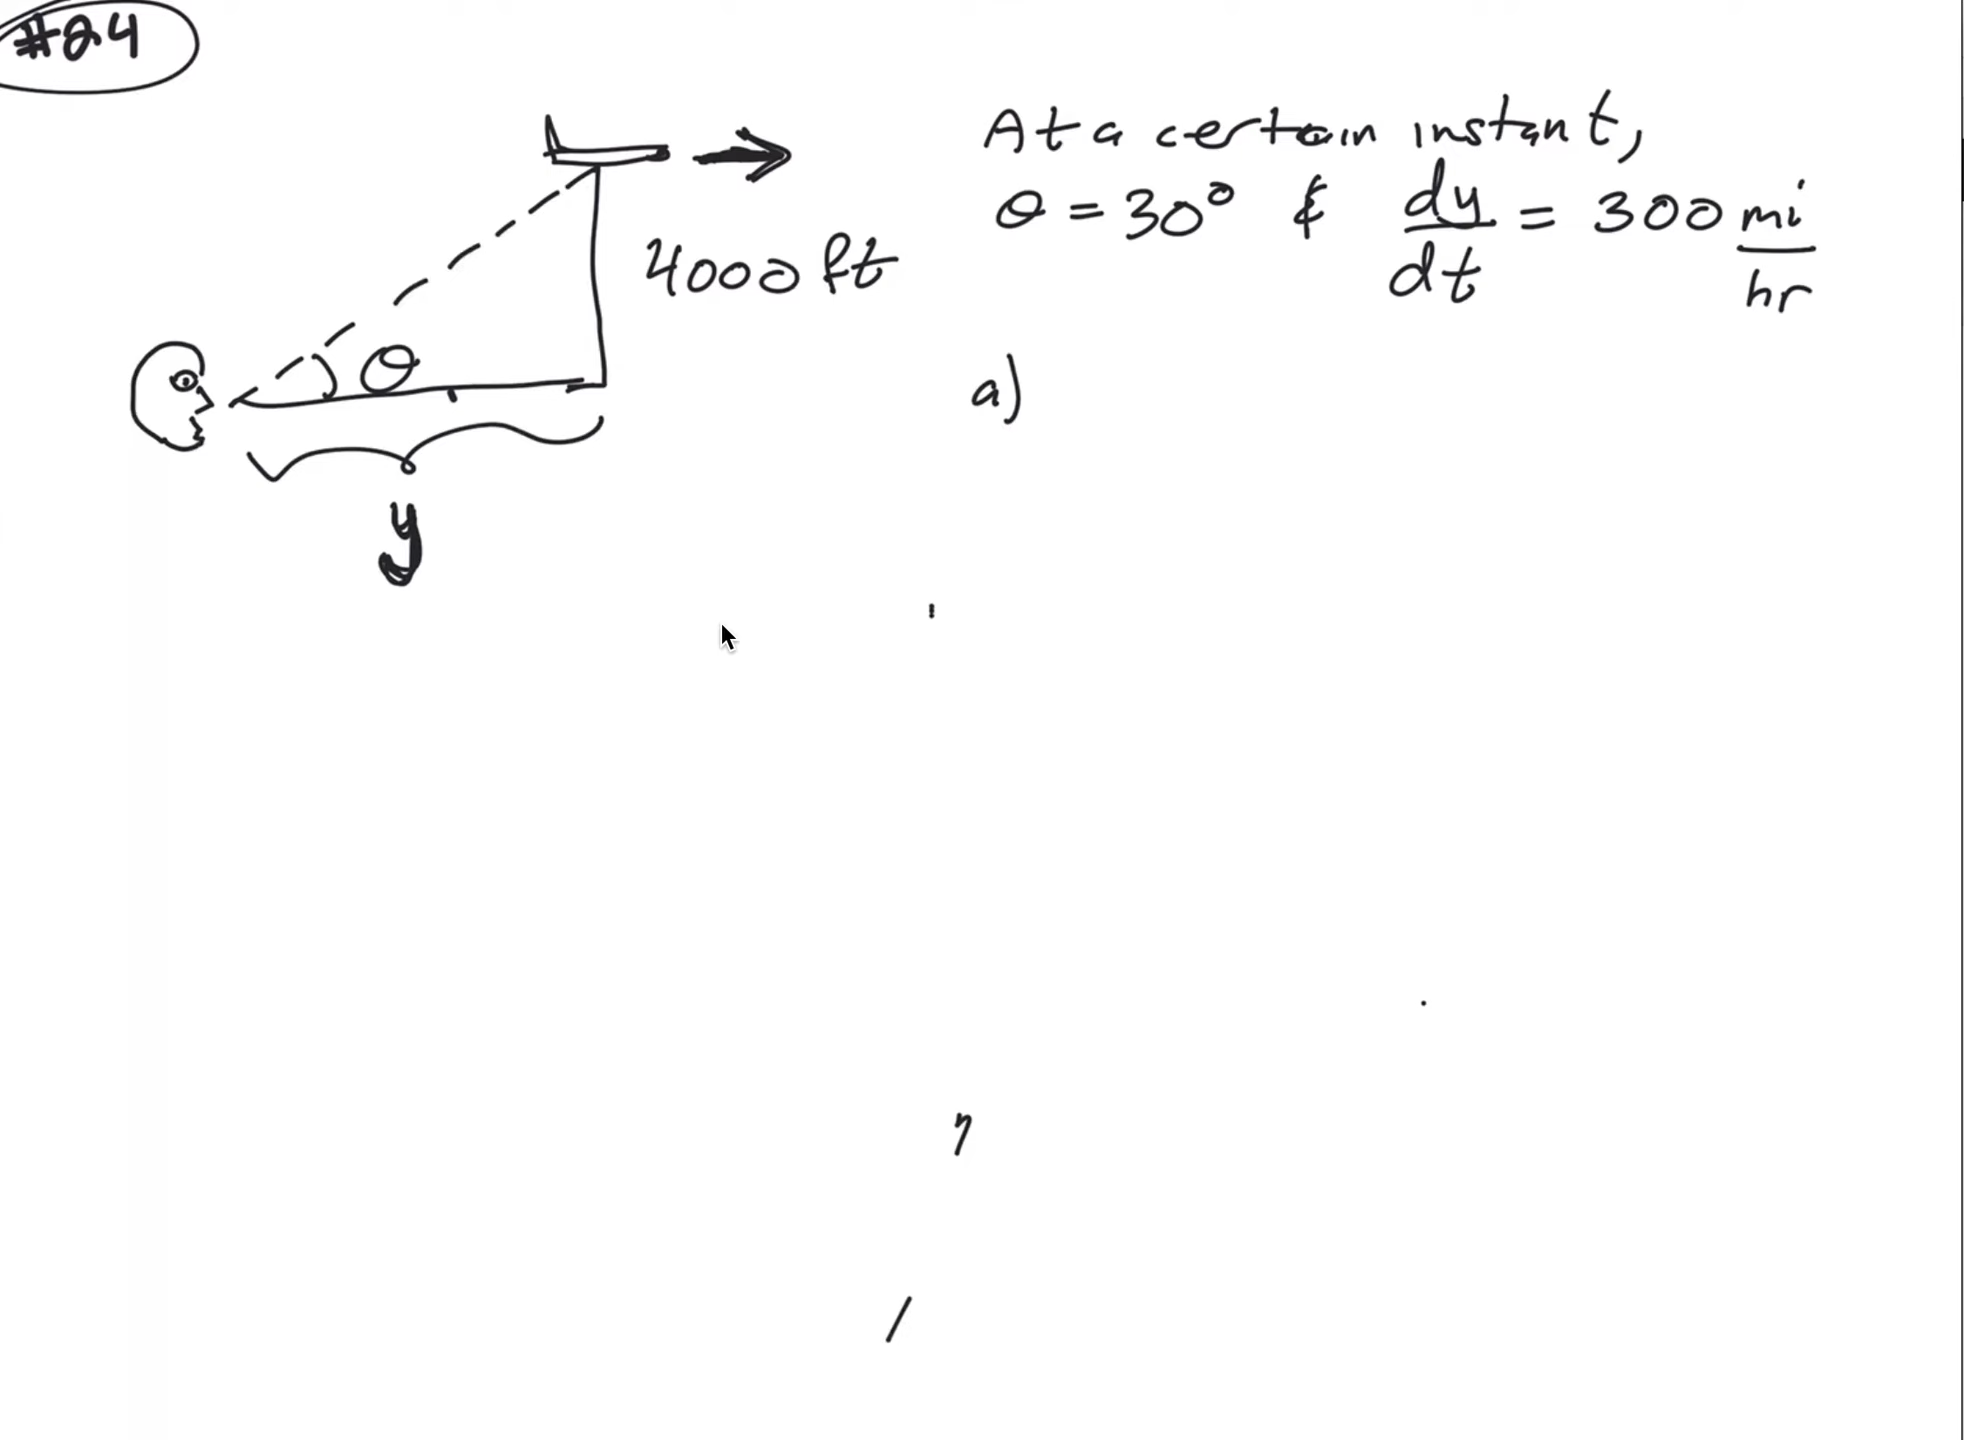 #24
At a certain instant,
θ = 30° & dy/dt = 300 mi/hr
4000 ft
θ
a)
y